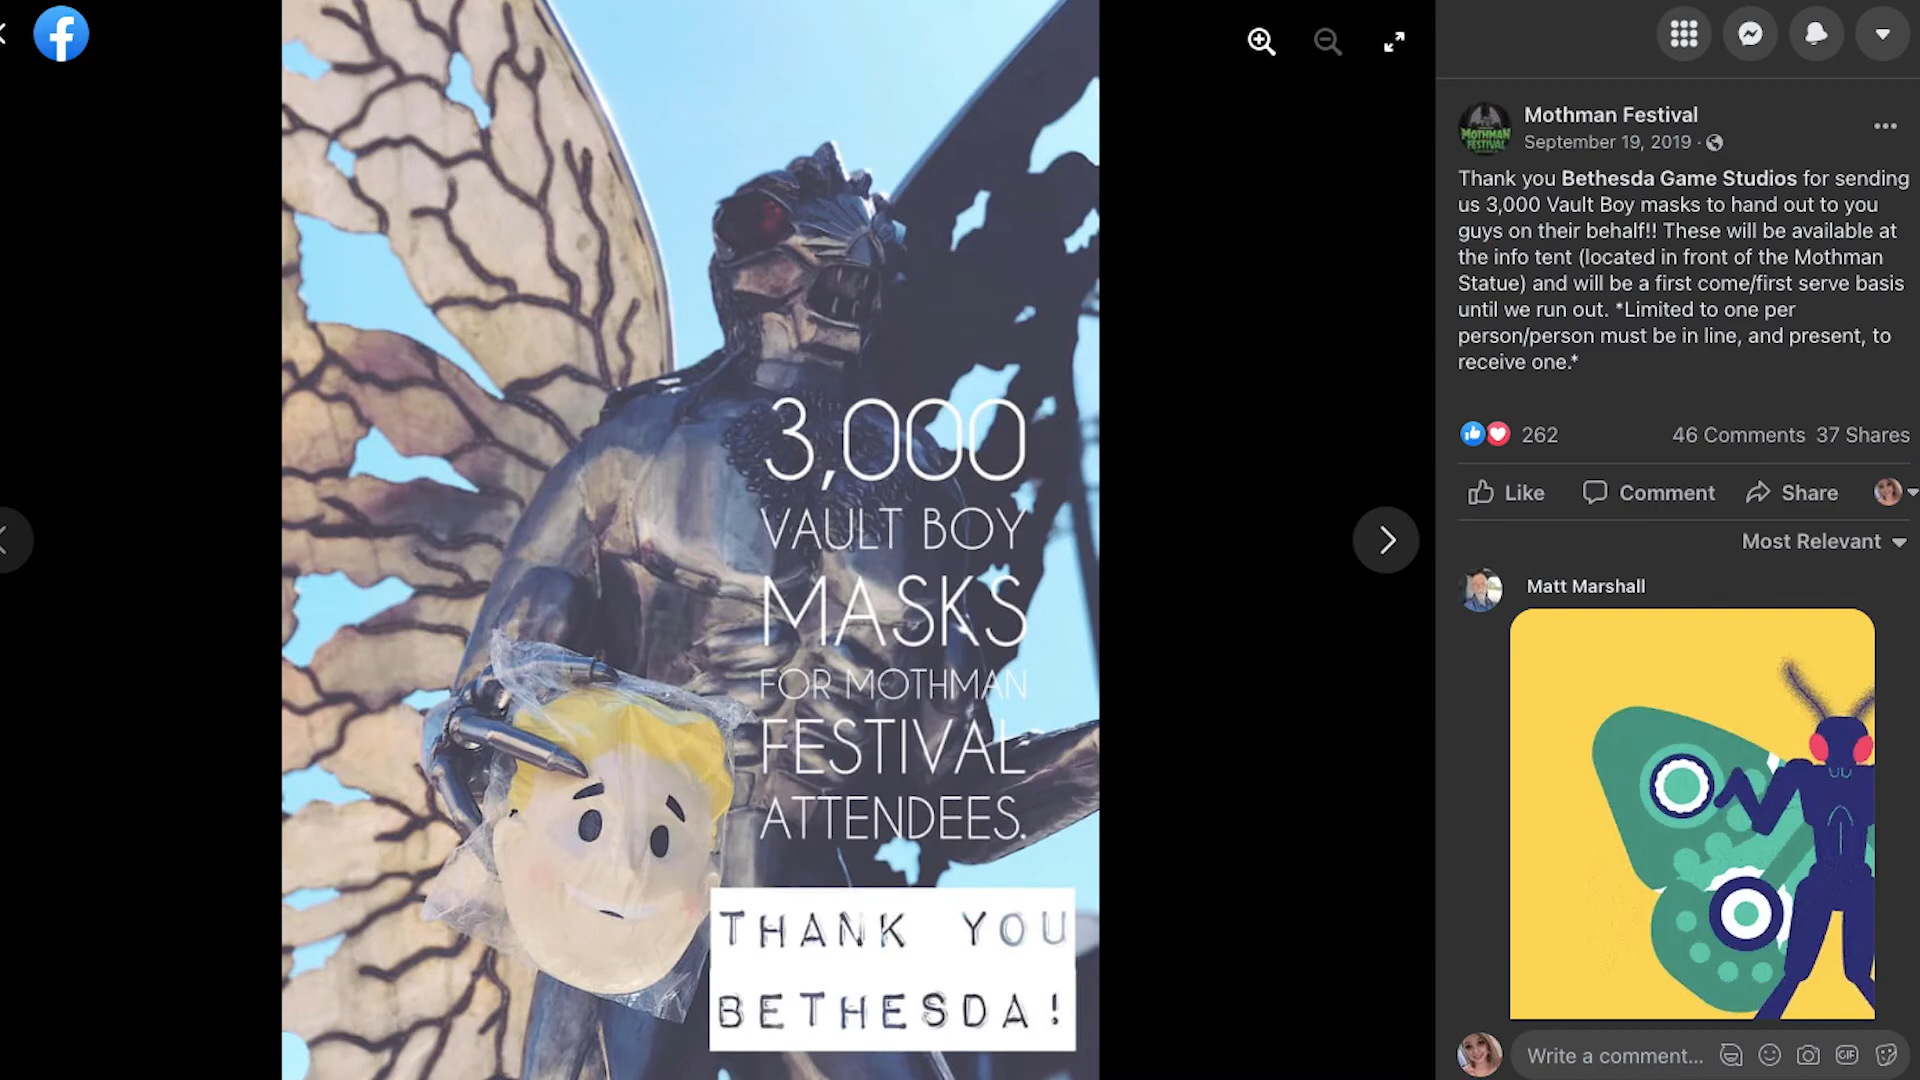 3,000
VAULT BOY
MASKS
FOR MOTHMAN
FESTIVAL
ATTENDEES.
THANK YOU
BETHESDA!
MOTHMAN
FESTIVAL
Mothman Festival
September 19, 2019 ·
Thank you Bethesda Game Studios for sending
us 3,000 Vault Boy masks to hand out to you
guys on their behalf!! These will be available at
the info tent (located in front of the Mothman
Statue) and will be a first come/first serve basis
until we run out. *Limited to one per
person/person must be in line, and present, to
receive one.*
262 46 Comments 37 Shares
Like Comment Share
Most Relevant
Matt Marshall
Write a comment... GIF